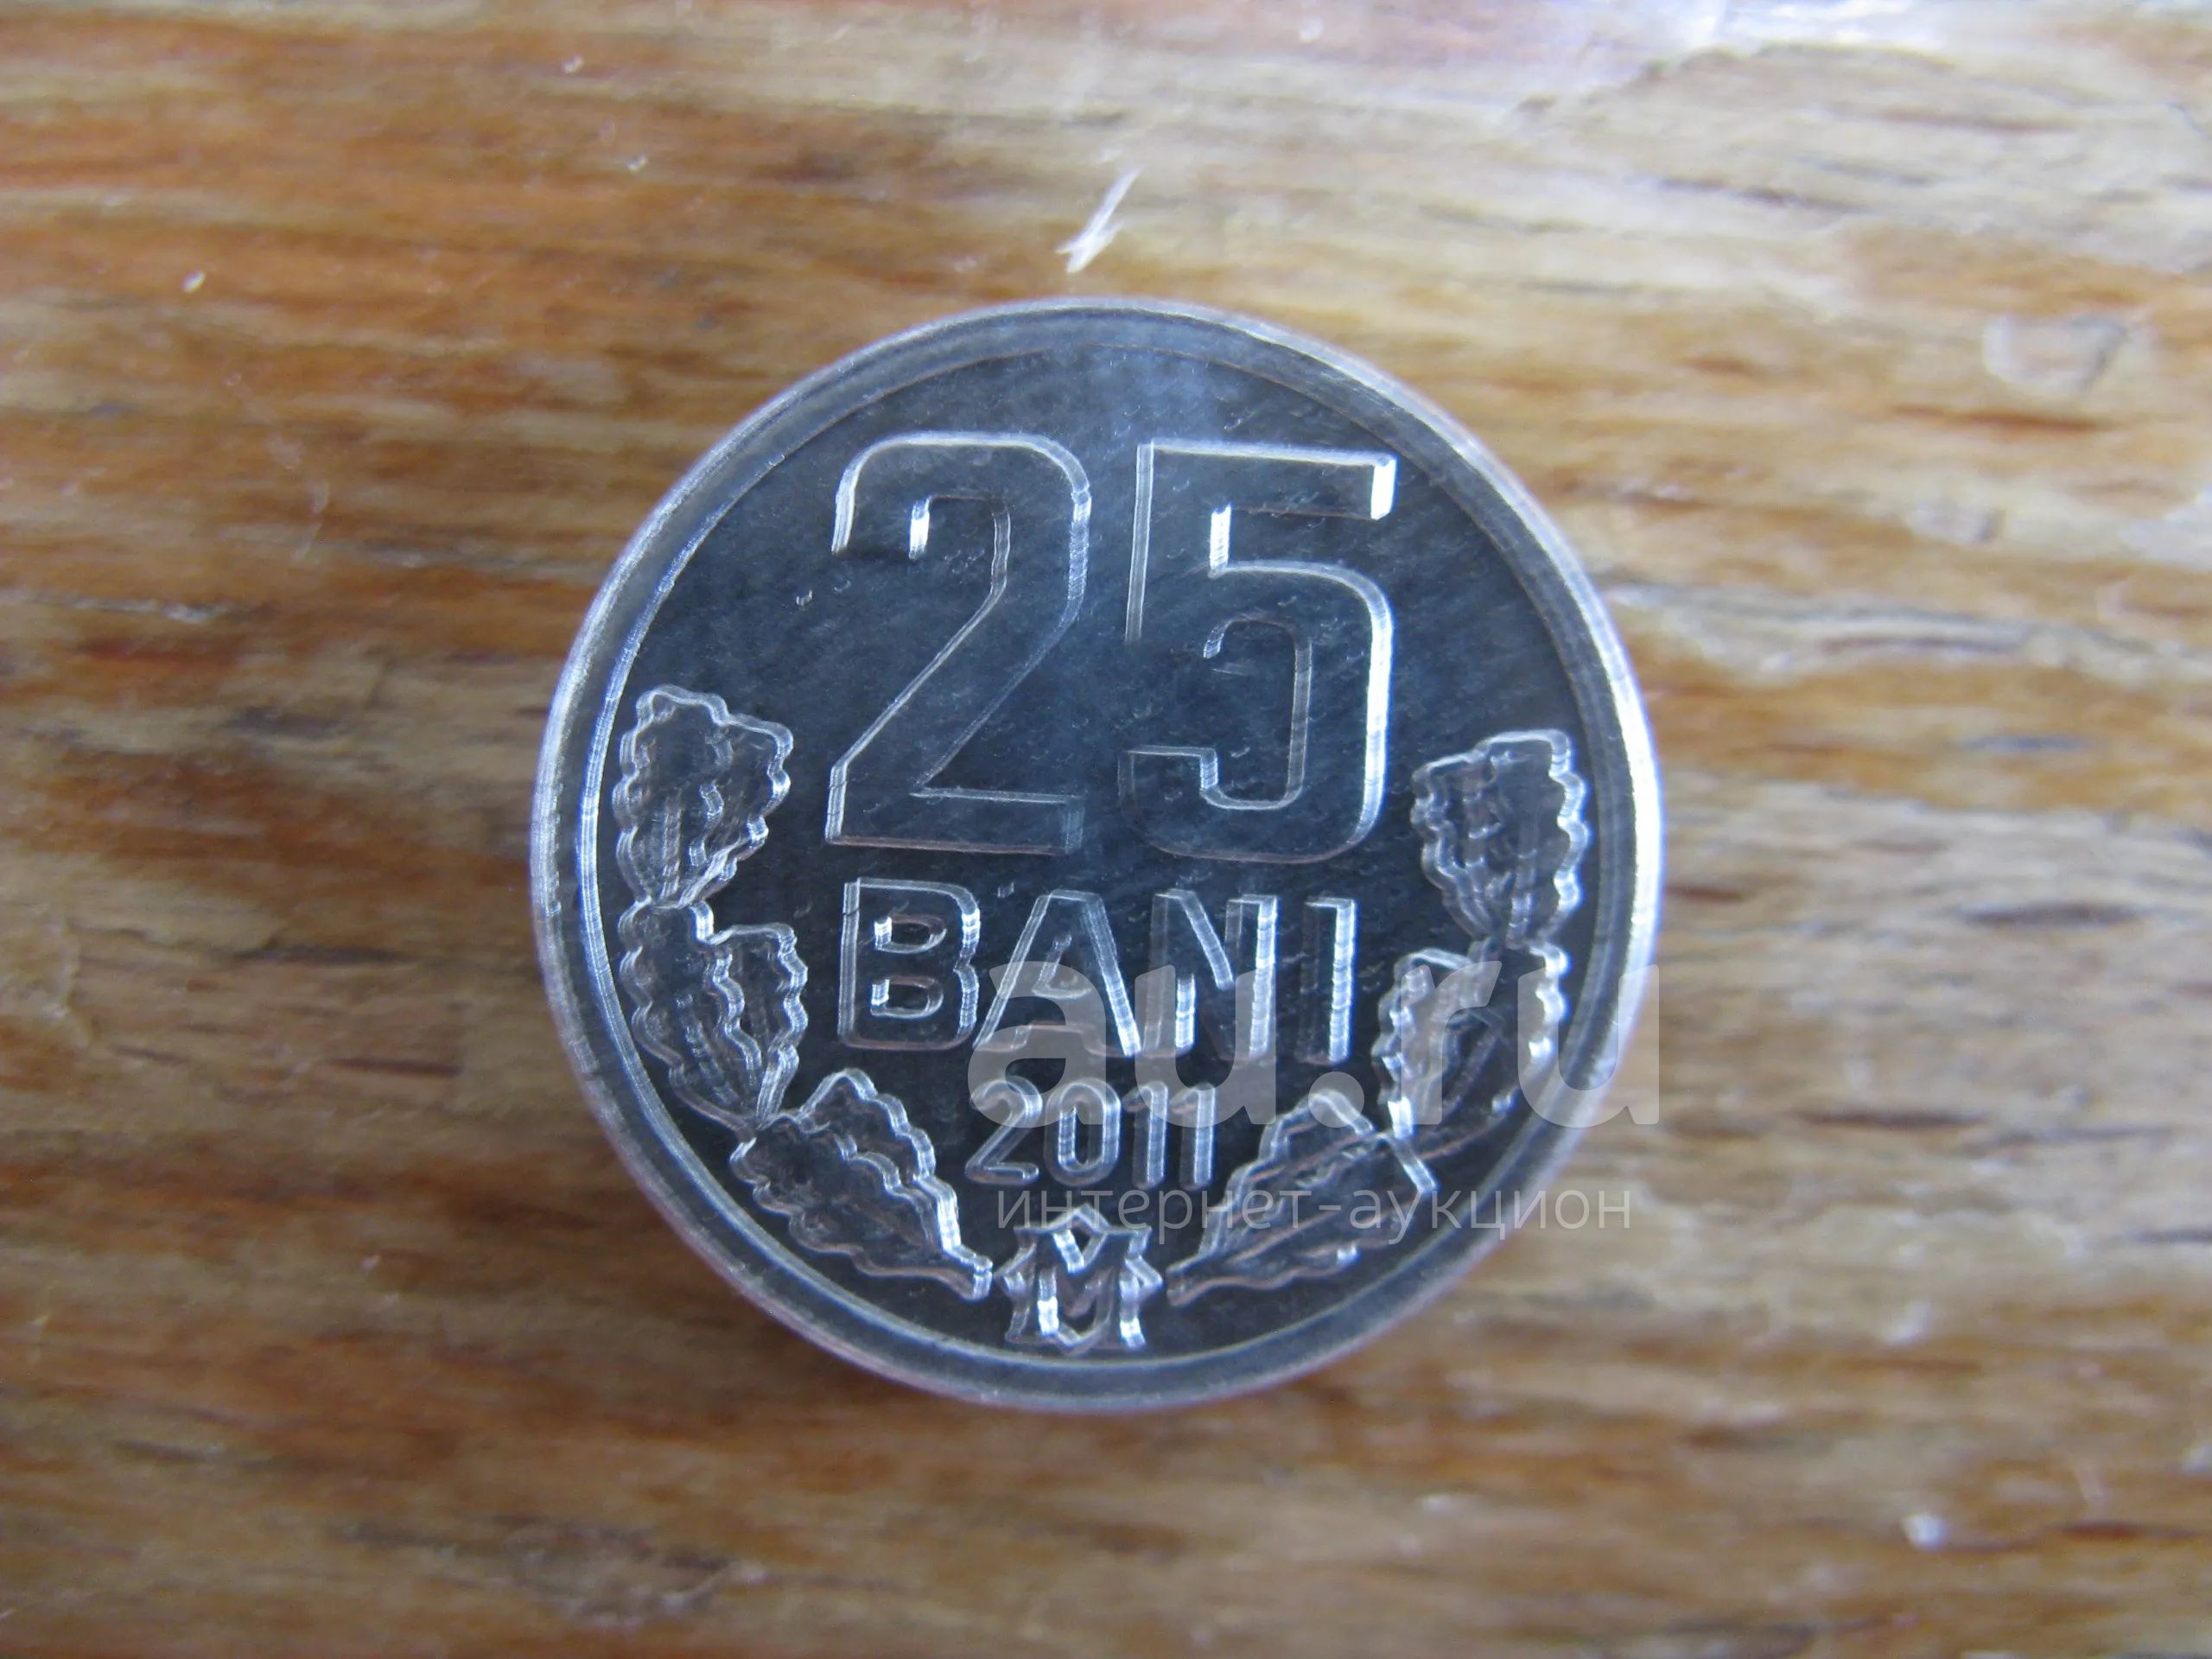 25
BANI
au.ru
2011
интернет-аукцион
M